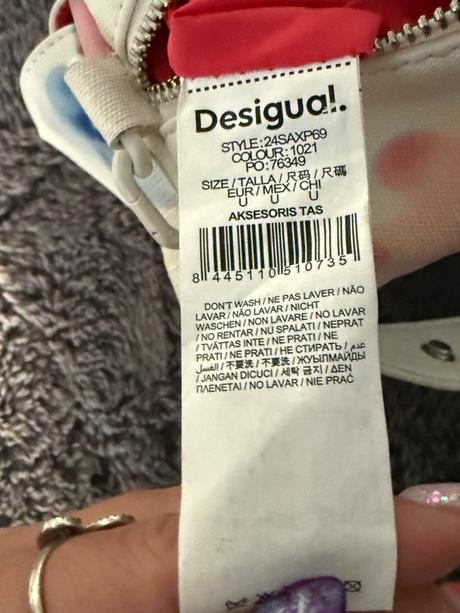 Desigual.
STYLE:24SAXP69
COLOUR:1021
PO:76349
SIZE / TALLA / 尺码 / 尺碼
EUR / MEX / CHI
U U U
AKSESORIS TAS
8 445110 510735
DON'T WASH / NE PAS LAVER / NÃO
LAVAR / NÃO LAVAR / NICHT
WASCHEN / NON LAVARE / NO LAVAR
/ NO RENTAR / NU SPALATI / NEPRAT
/ TVÄTTAS INTE / NE PRATI / NE
PRATI / NE PRATI / НЕ СТИРАТЬ / عدم
الغسل / 不要洗 / 不要洗 / ЖУЫЛМАЙДЫ
/ JANGAN DICUCI / 세탁 금지 / ΔΕΝ
ΠΛΕΝΕΤΑΙ / NO LAVAR / NIE PRAĆ